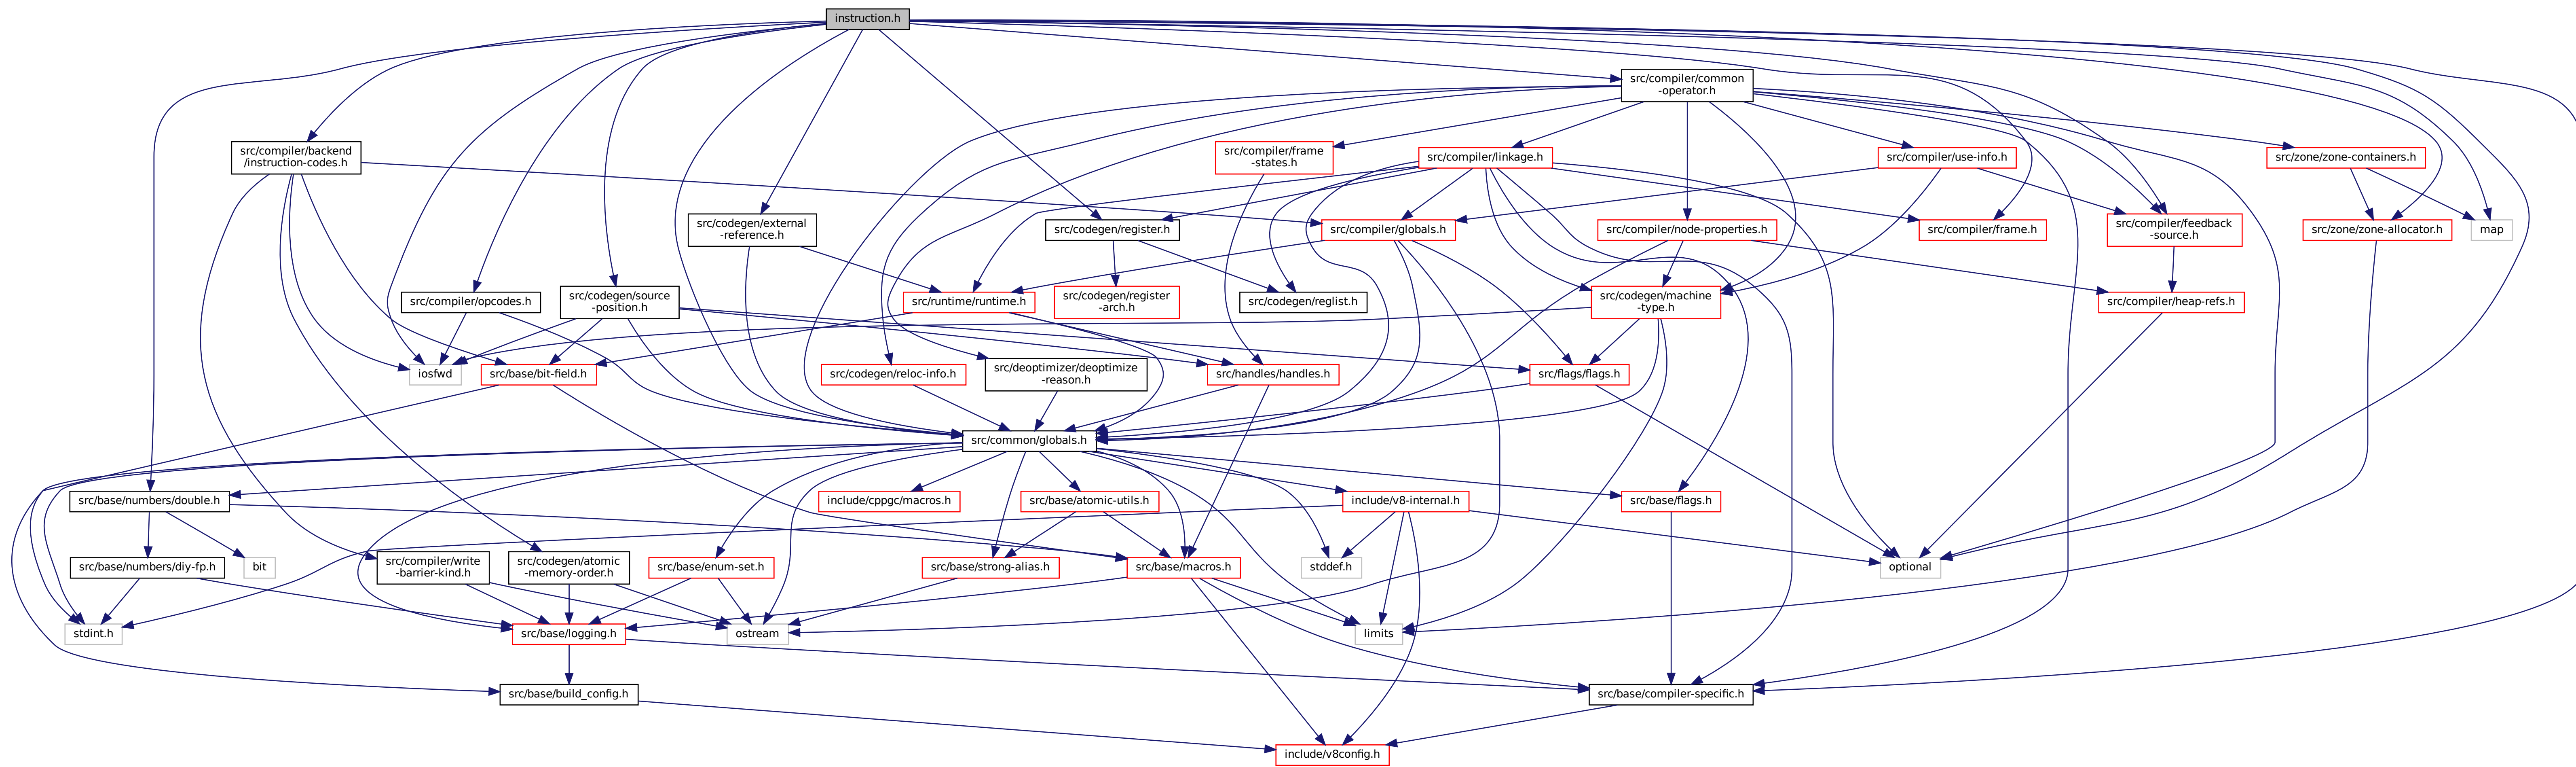 instruction.h
src/compiler/common
-operator.h
src/compiler/backend
/instruction-codes.h
src/compiler/frame
-states.h
src/compiler/linkage.h
src/compiler/use-info.h
src/zone/zone-containers.h
src/codegen/external
-reference.h
src/codegen/register.h
src/compiler/globals.h
src/compiler/node-properties.h
src/compiler/frame.h
src/compiler/feedback
-source.h
src/zone/zone-allocator.h
map
src/compiler/opcodes.h
src/codegen/source
-position.h
src/runtime/runtime.h
src/codegen/register
-arch.h
src/codegen/reglist.h
src/codegen/machine
-type.h
src/compiler/heap-refs.h
iosfwd
src/base/bit-field.h
src/codegen/reloc-info.h
src/deoptimizer/deoptimize
-reason.h
src/handles/handles.h
src/flags/flags.h
src/common/globals.h
src/base/numbers/double.h
include/cppgc/macros.h
src/base/atomic-utils.h
include/v8-internal.h
src/base/flags.h
src/base/numbers/diy-fp.h
bit
src/compiler/write
-barrier-kind.h
src/codegen/atomic
-memory-order.h
src/base/enum-set.h
src/base/strong-alias.h
src/base/macros.h
stddef.h
optional
stdint.h
src/base/logging.h
ostream
limits
src/base/build_config.h
src/base/compiler-specific.h
include/v8config.h